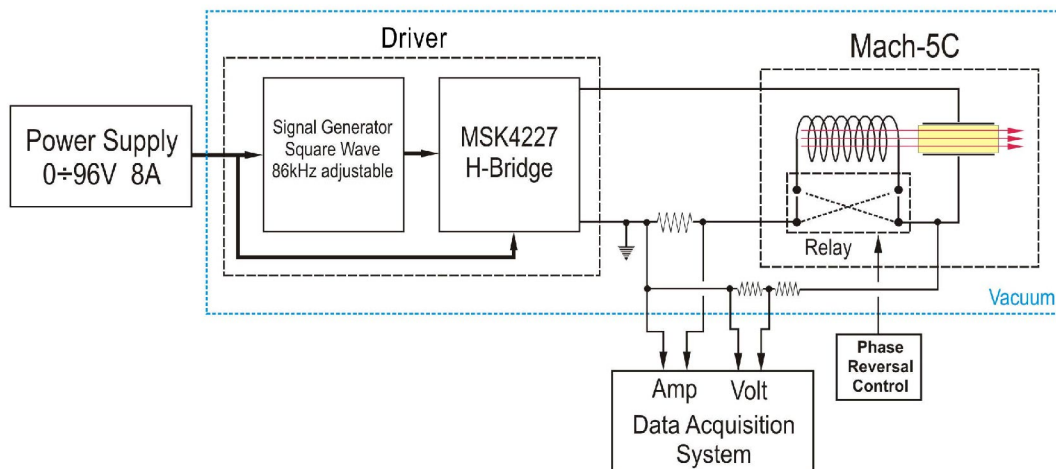 Driver
Mach-5C
Power Supply
0÷96V 8A
Signal Generator
Square Wave
86kHz adjustable
MSK4227
H-Bridge
Relay
Vacuum
Phase
Reversal
Control
Amp Volt
Data Acquisition
System